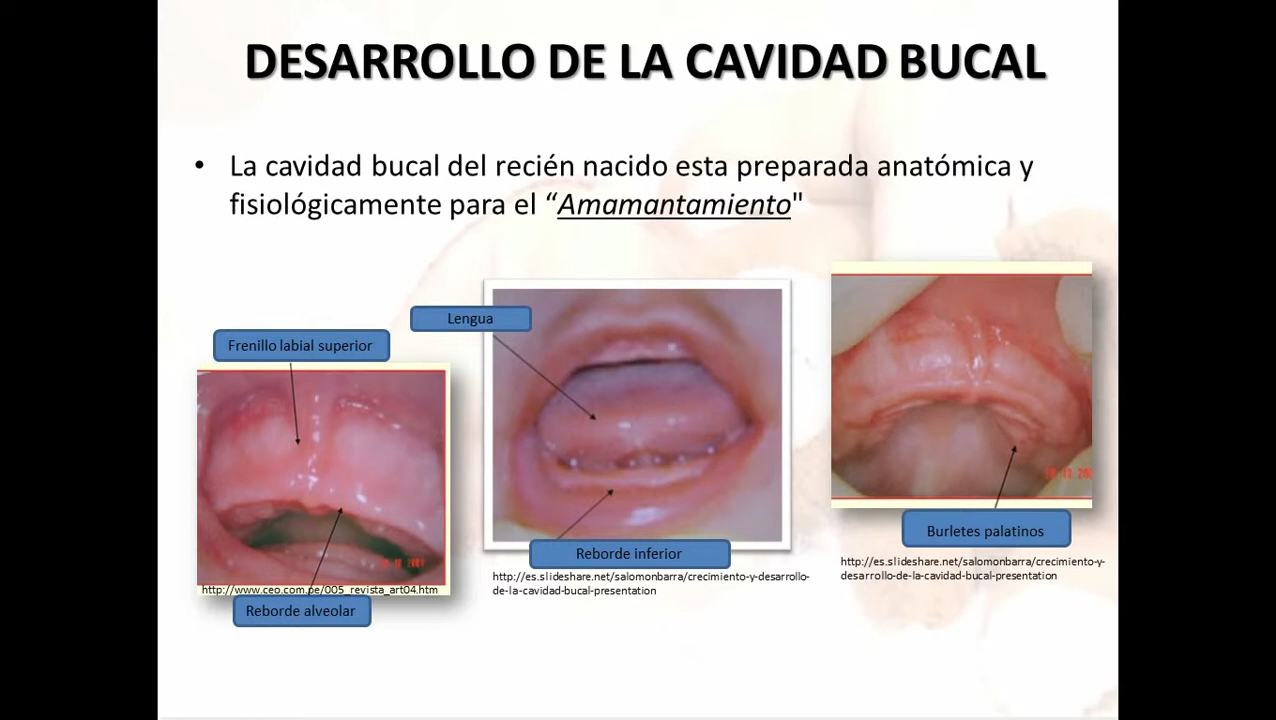 DESARROLLO DE LA CAVIDAD BUCAL
• La cavidad bucal del recién nacido esta preparada anatómica y
fisiológicamente para el “Amamantamiento"
Lengua
Frenillo labial superior
Reborde inferior
Burletes palatinos
http://es.slideshare.net/salomonbarra/crecimiento-y-
desarrollo-de-la-cavidad-bucal-presentation
http://es.slideshare.net/salomonbarra/crecimiento-y-desarrollo-
de-la-cavidad-bucal-presentation
http://www.ceo.com.pe/005_revista_art04.htm
Reborde alveolar